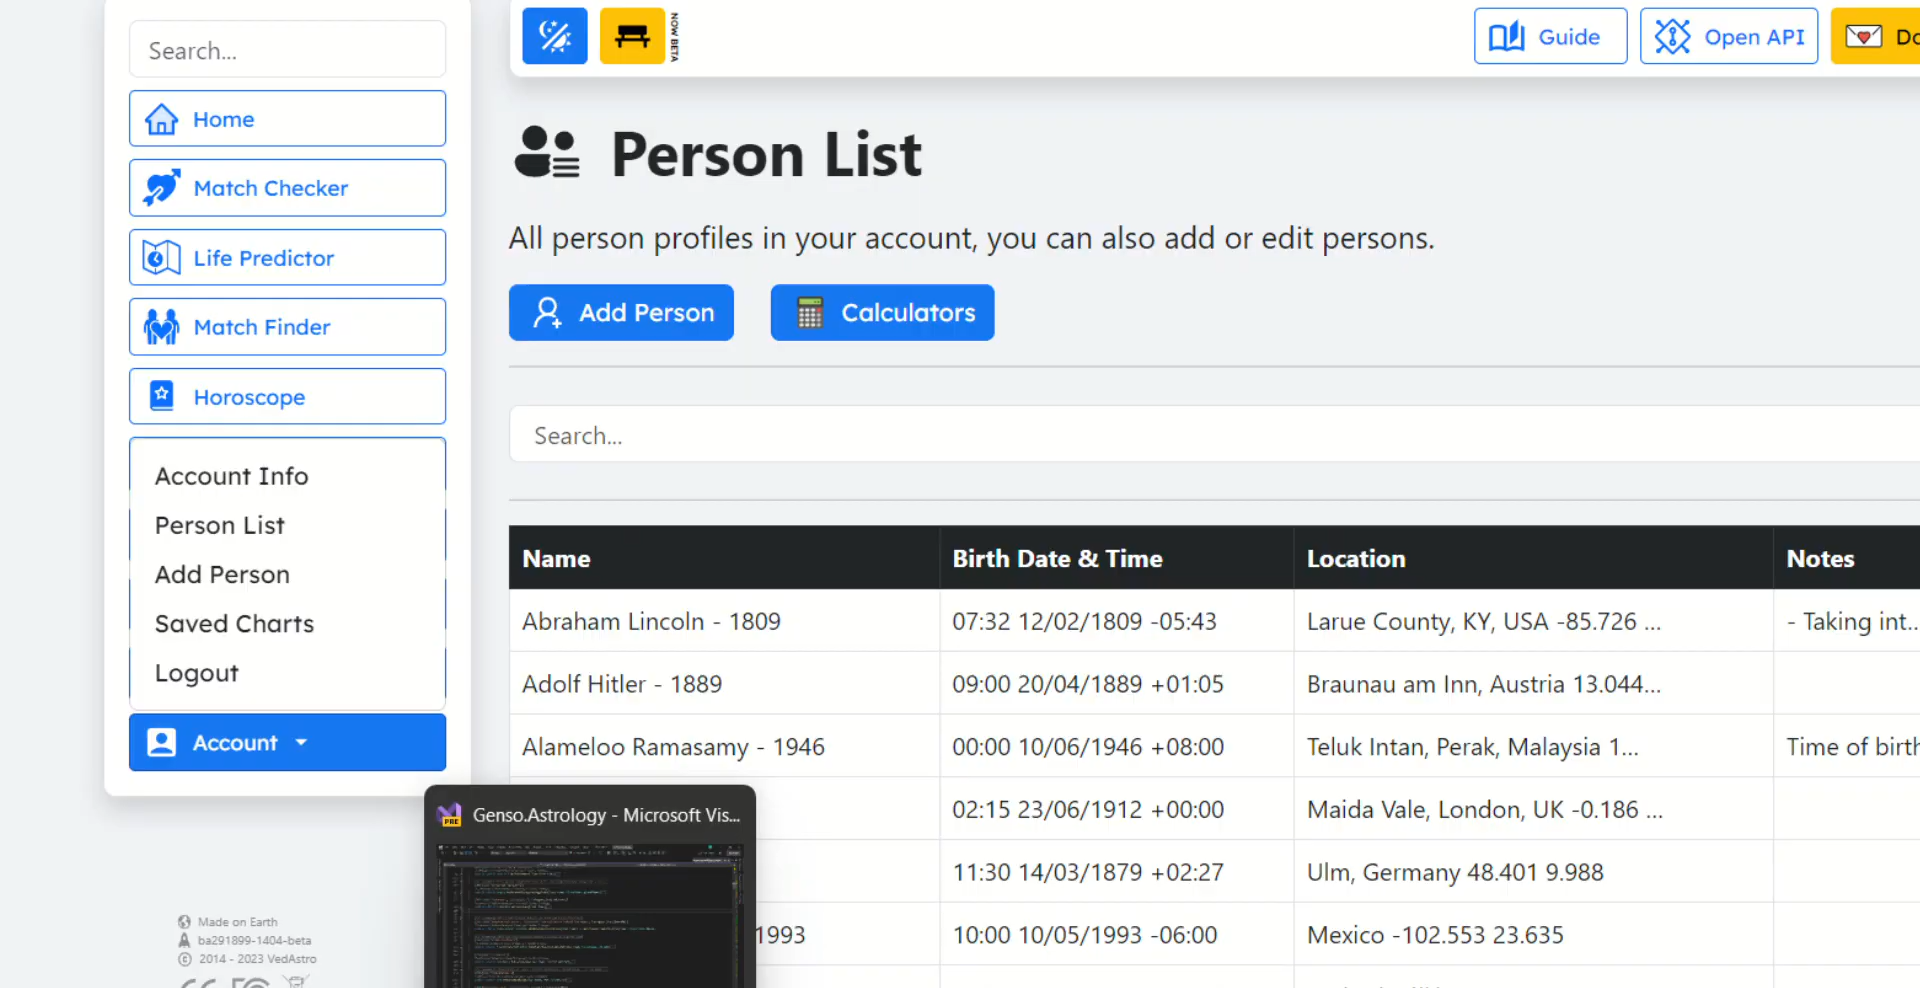 Search...
Home
Match Checker
Life Predictor
Match Finder
Horoscope
Account Info
Person List
Add Person
Saved Charts
Logout
Account
Made on Earth
ba291899-1404-beta
2014 - 2023 VedAstro
NOW BETA
Guide
Open API
Person List
All person profiles in your account, you can also add or edit persons.
Add Person
Calculators
Search...
Name Birth Date & Time Location Notes
Abraham Lincoln - 1809 07:32 12/02/1809 -05:43 Larue County, KY, USA -85.726 ... - Taking int...
Adolf Hitler - 1889 09:00 20/04/1889 +01:05 Braunau am Inn, Austria 13.044...
Alameloo Ramasamy - 1946 00:00 10/06/1946 +08:00 Teluk Intan, Perak, Malaysia 1... Time of birth
02:15 23/06/1912 +00:00 Maida Vale, London, UK -0.186 ...
11:30 14/03/1879 +02:27 Ulm, Germany 48.401 9.988
1993 10:00 10/05/1993 -06:00 Mexico -102.553 23.635
Genso.Astrology - Microsoft Vis...
PRE